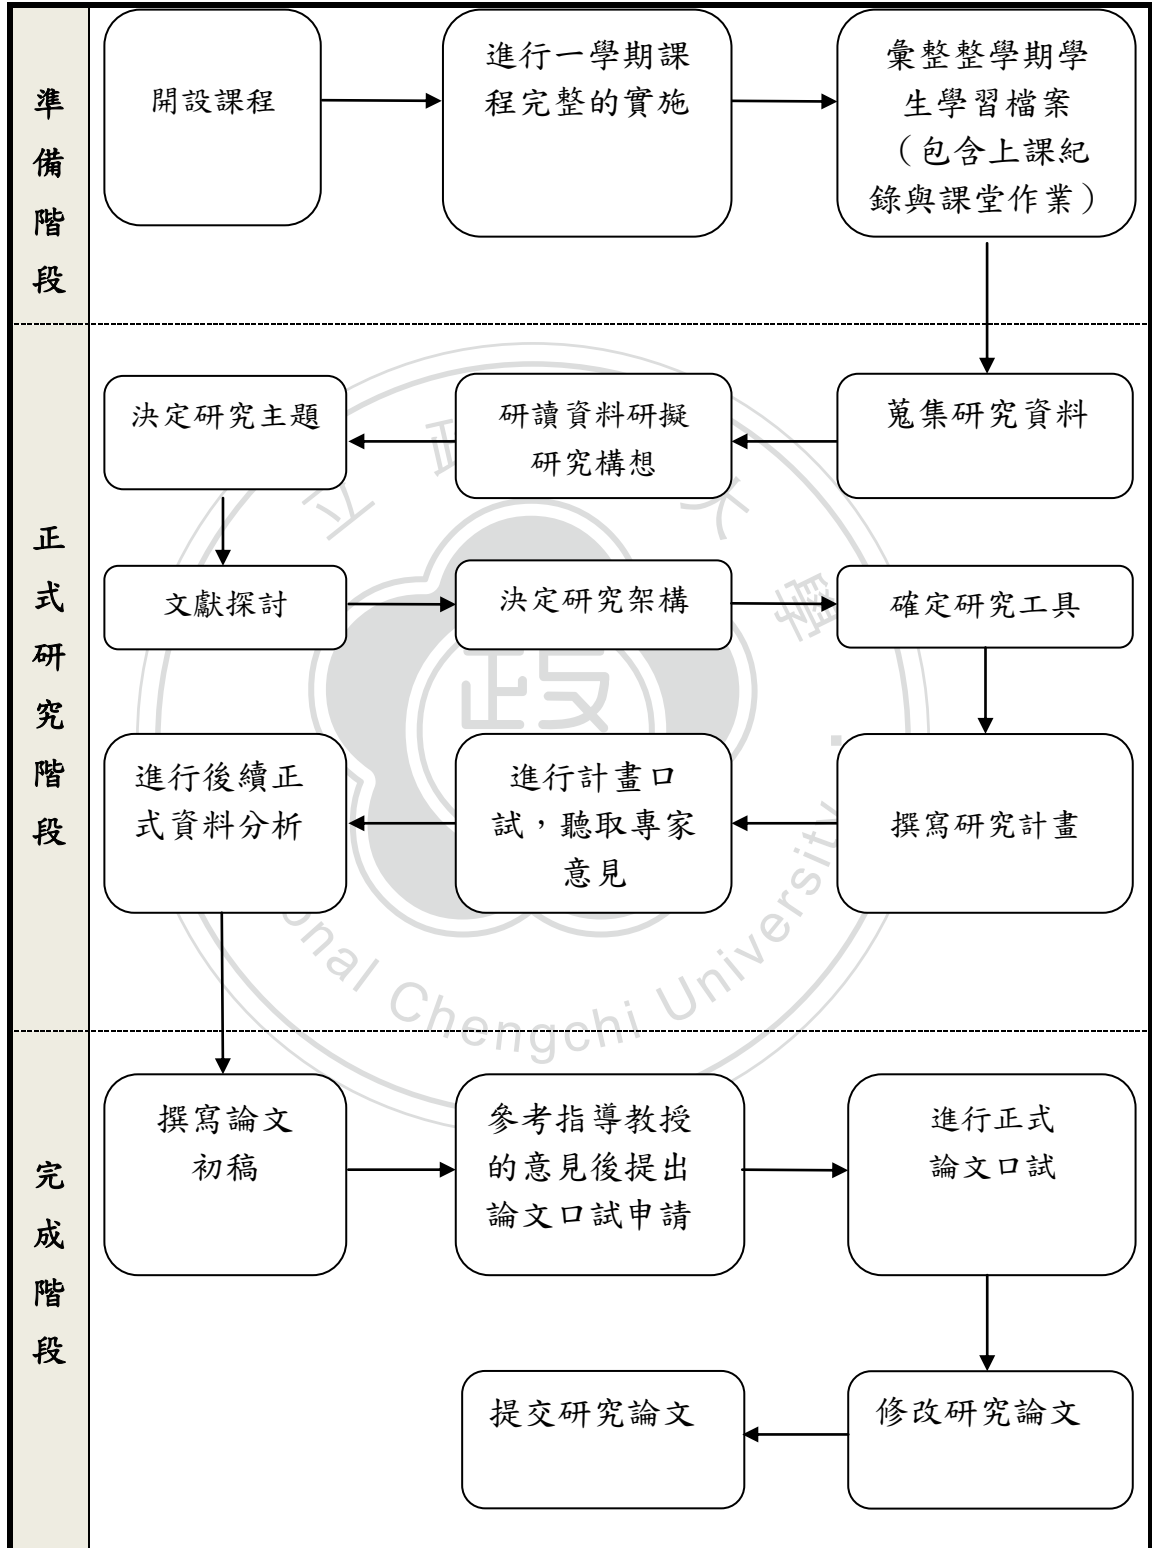 準
備
階
段
開設課程
進行一學期課
程完整的實施
彙整整學期學
生學習檔案
（包含上課紀
錄與課堂作業）
正
式
研
究
階
段
蒐集研究資料
研讀資料研擬
研究構想
決定研究主題
文獻探討
決定研究架構
確定研究工具
撰寫研究計畫
進行計畫口
試，聽取專家
意見
進行後續正
式資料分析
完
成
階
段
撰寫論文
初稿
參考指導教授
的意見後提出
論文口試申請
進行正式
論文口試
修改研究論文
提交研究論文
立
大
學
政
Chengchi University